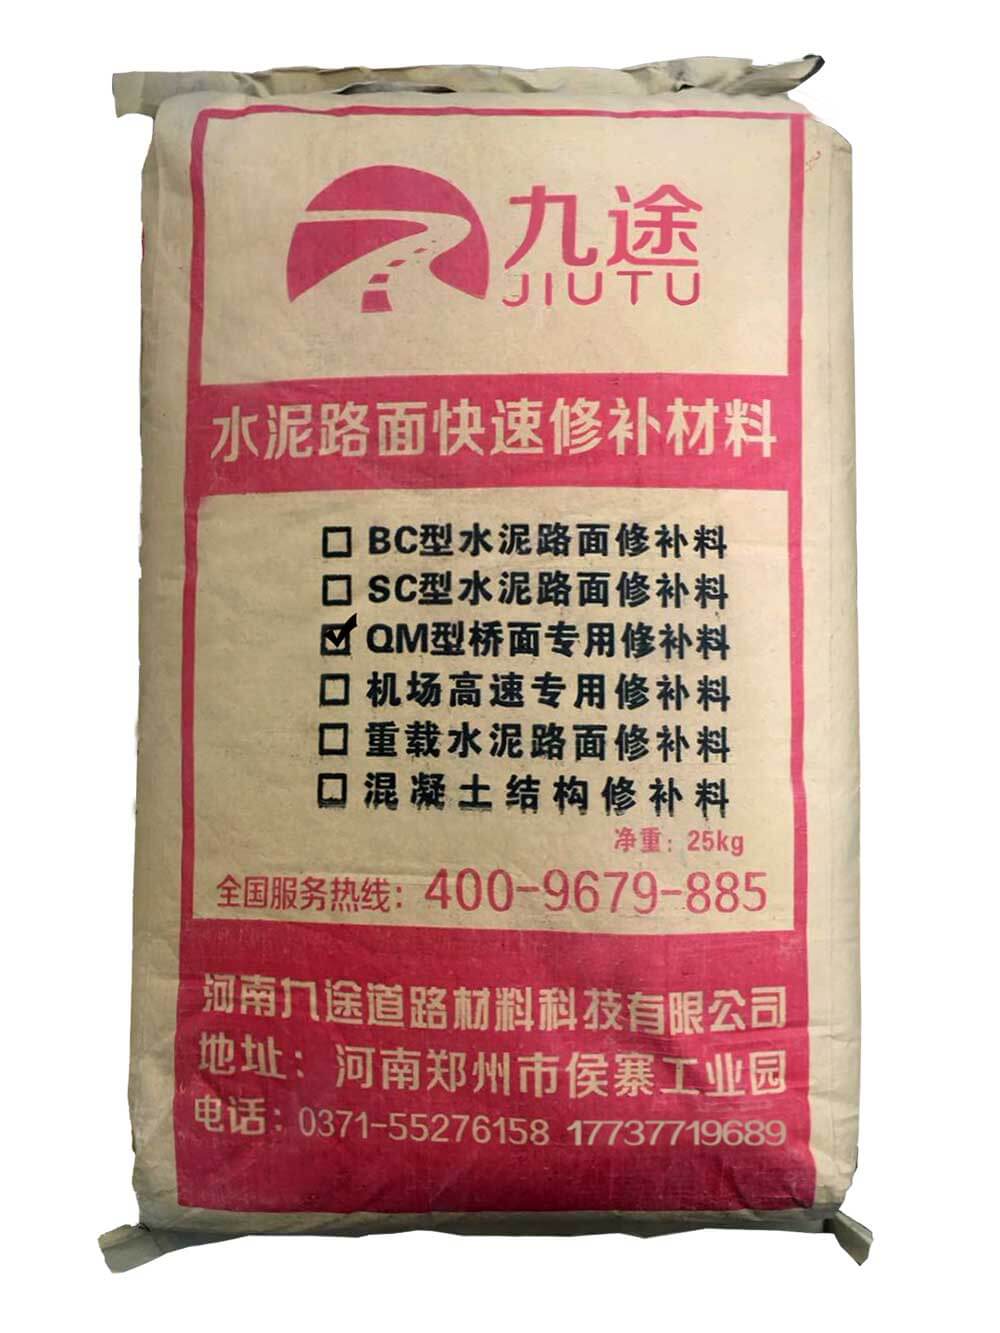 九途
JIUTU
水泥路面快速修补材料
BC型水泥路面修补料
SC型水泥路面修补料
QM型桥面专用修补料
机场高速专用修补料
重载水泥路面修补料
混凝土结构修补料
净重：25kg
全国服务热线：400-9679-885
河南九途道路材料科技有限公司
地址：河南郑州市侯寨工业园
电话：0371-55276158 17737719689